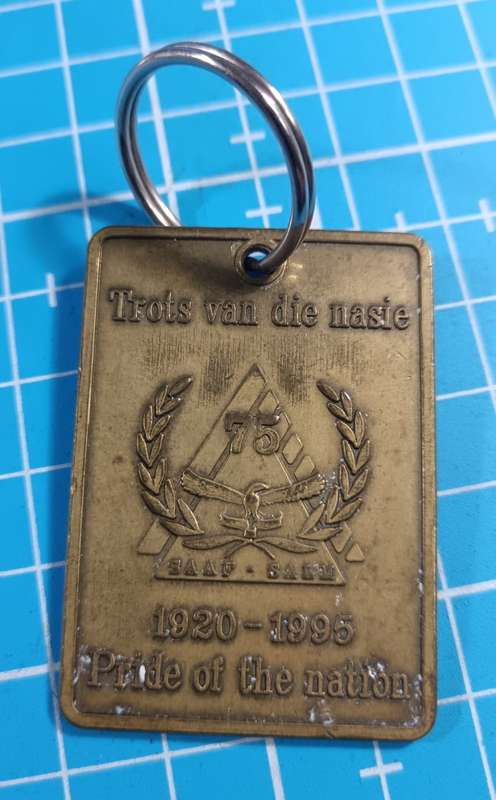 Trots van die nasie
75
SAAF - SALM
1920 - 1995
Pride of the nation